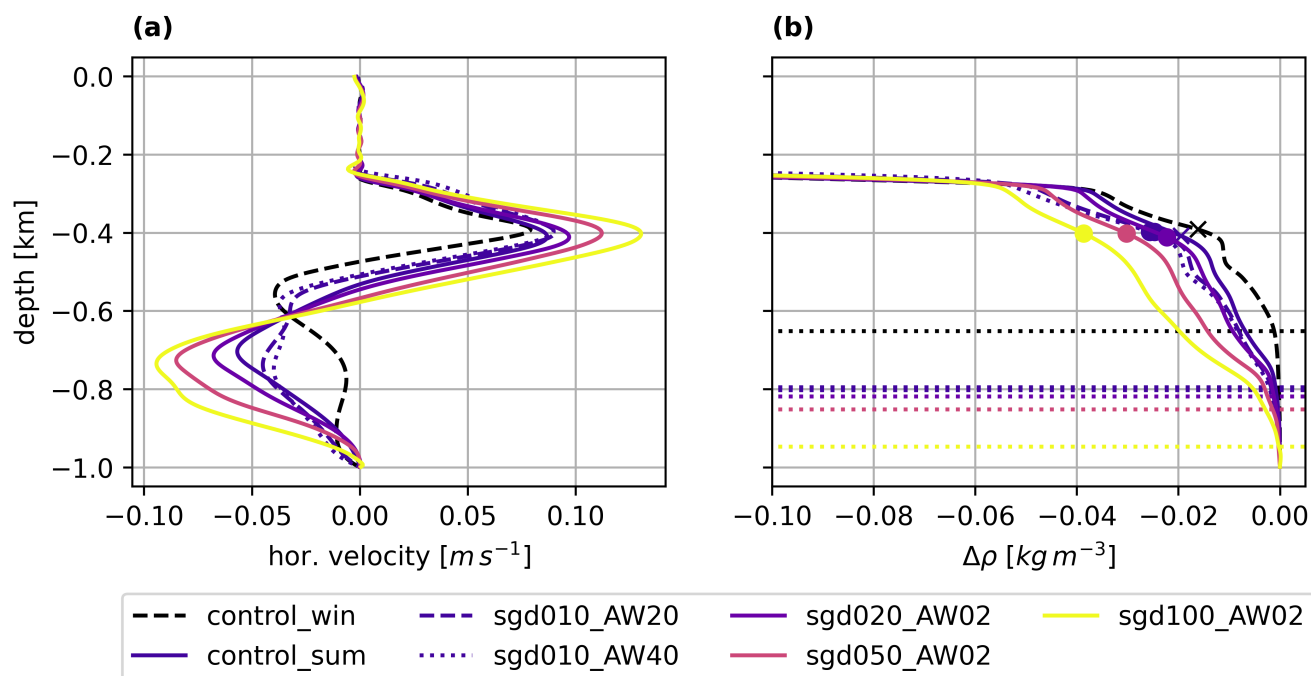 (a)
(b)
0.0
−0.2
−0.4
−0.6
−0.8
−1.0
depth [km]
−0.10 −0.05 0.00 0.05 0.10
−0.10 −0.08 −0.06 −0.04 −0.02 0.00
hor. velocity [m s⁻¹]
Δρ [kg m⁻³]
control_win sgd010_AW20 sgd020_AW02 sgd100_AW02
control_sum sgd010_AW40 sgd050_AW02